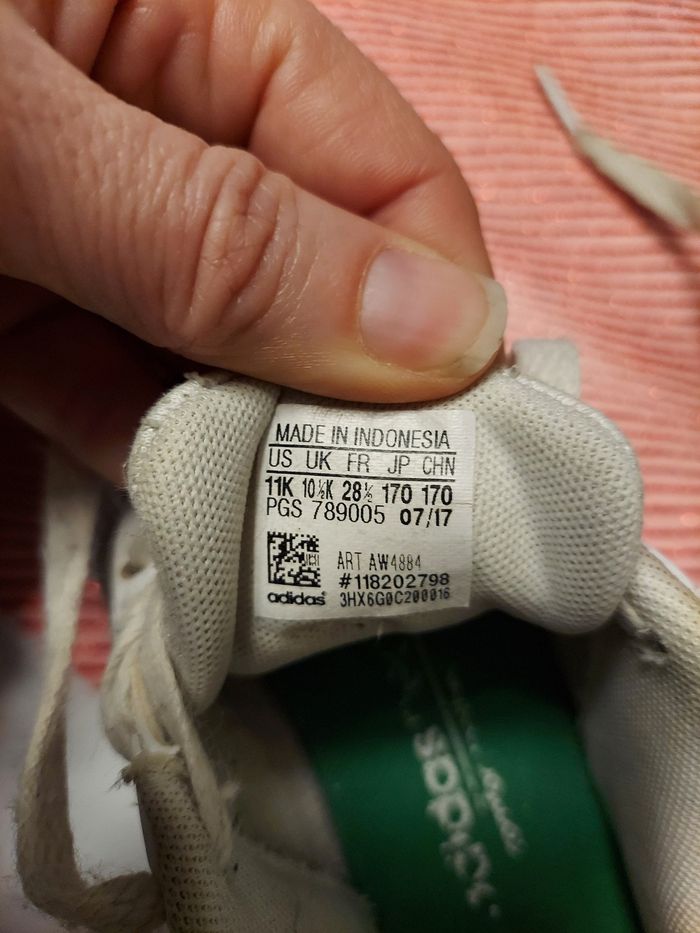 MADE IN INDONESIA
US UK FR JP CHN
11K 10½K 28½ 170 170
PGS 789005 07/17
ART AW4884
#118202798
adidas 3HX6G0C200016
adidas